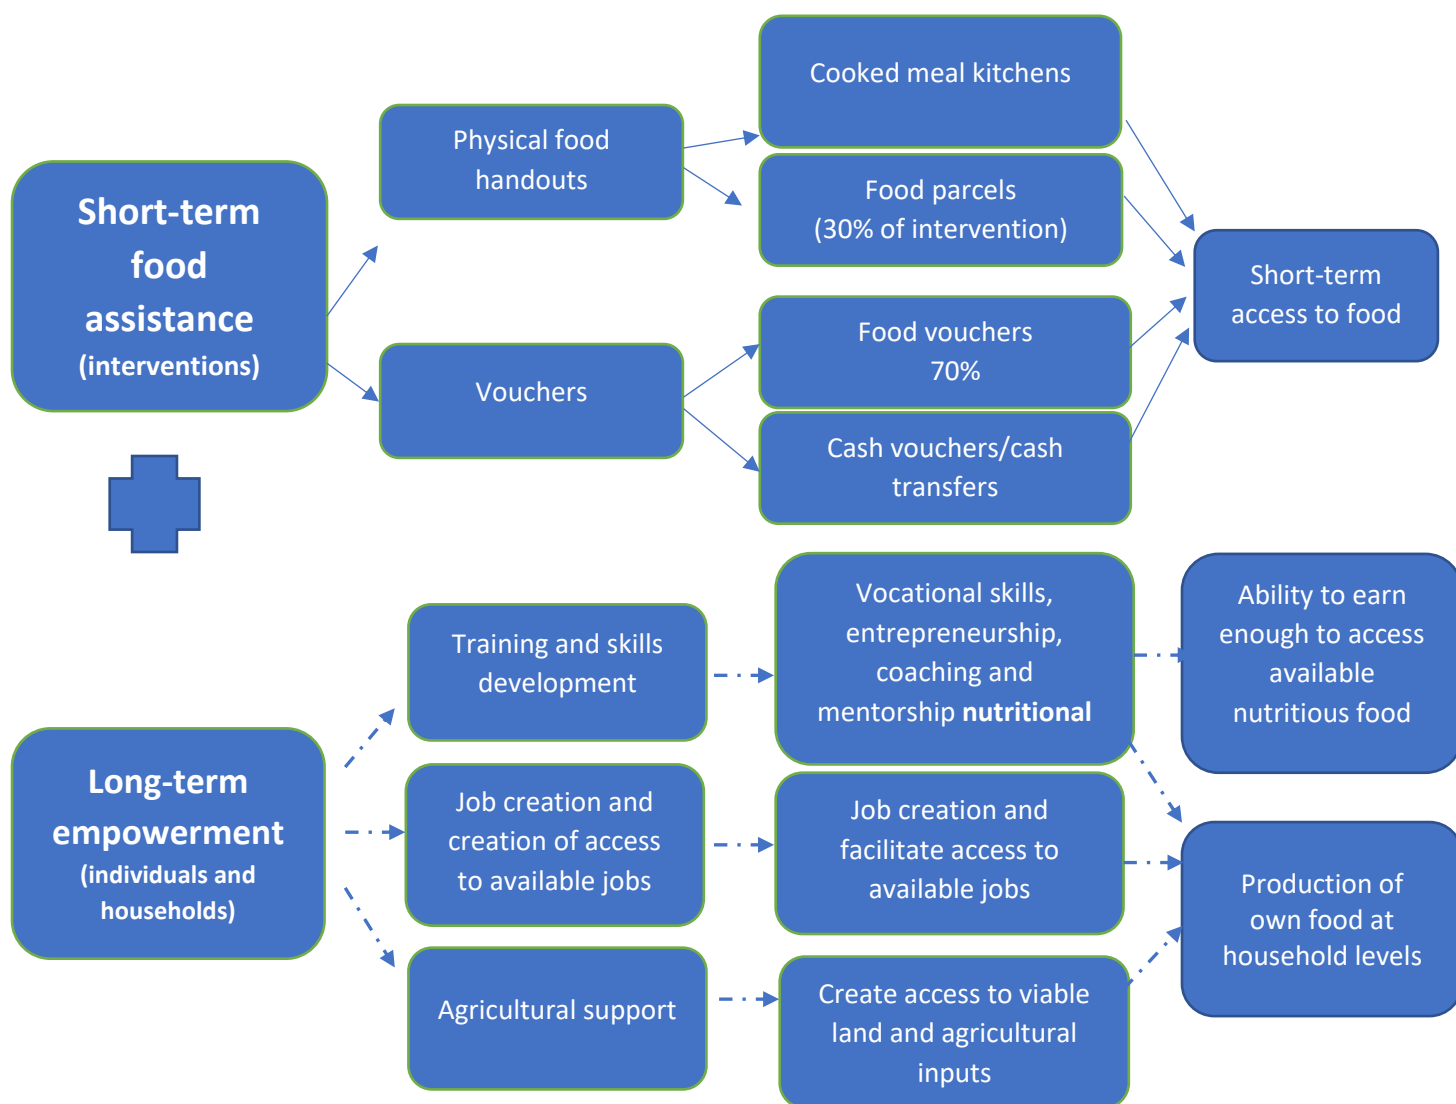 Short-term
food
assistance
(interventions)
Physical food
handouts
Vouchers
Cooked meal kitchens
Food parcels
(30% of intervention)
Food vouchers
70%
Cash vouchers/cash
transfers
Short-term
access to food
Long-term
empowerment
(individuals and
households)
Training and skills
development
Job creation and
creation of access
to available jobs
Agricultural support
Vocational skills,
entrepreneurship,
coaching and
mentorship nutritional
Job creation and
facilitate access to
available jobs
Create access to viable
land and agricultural
inputs
Ability to earn
enough to access
available
nutritious food
Production of
own food at
household levels